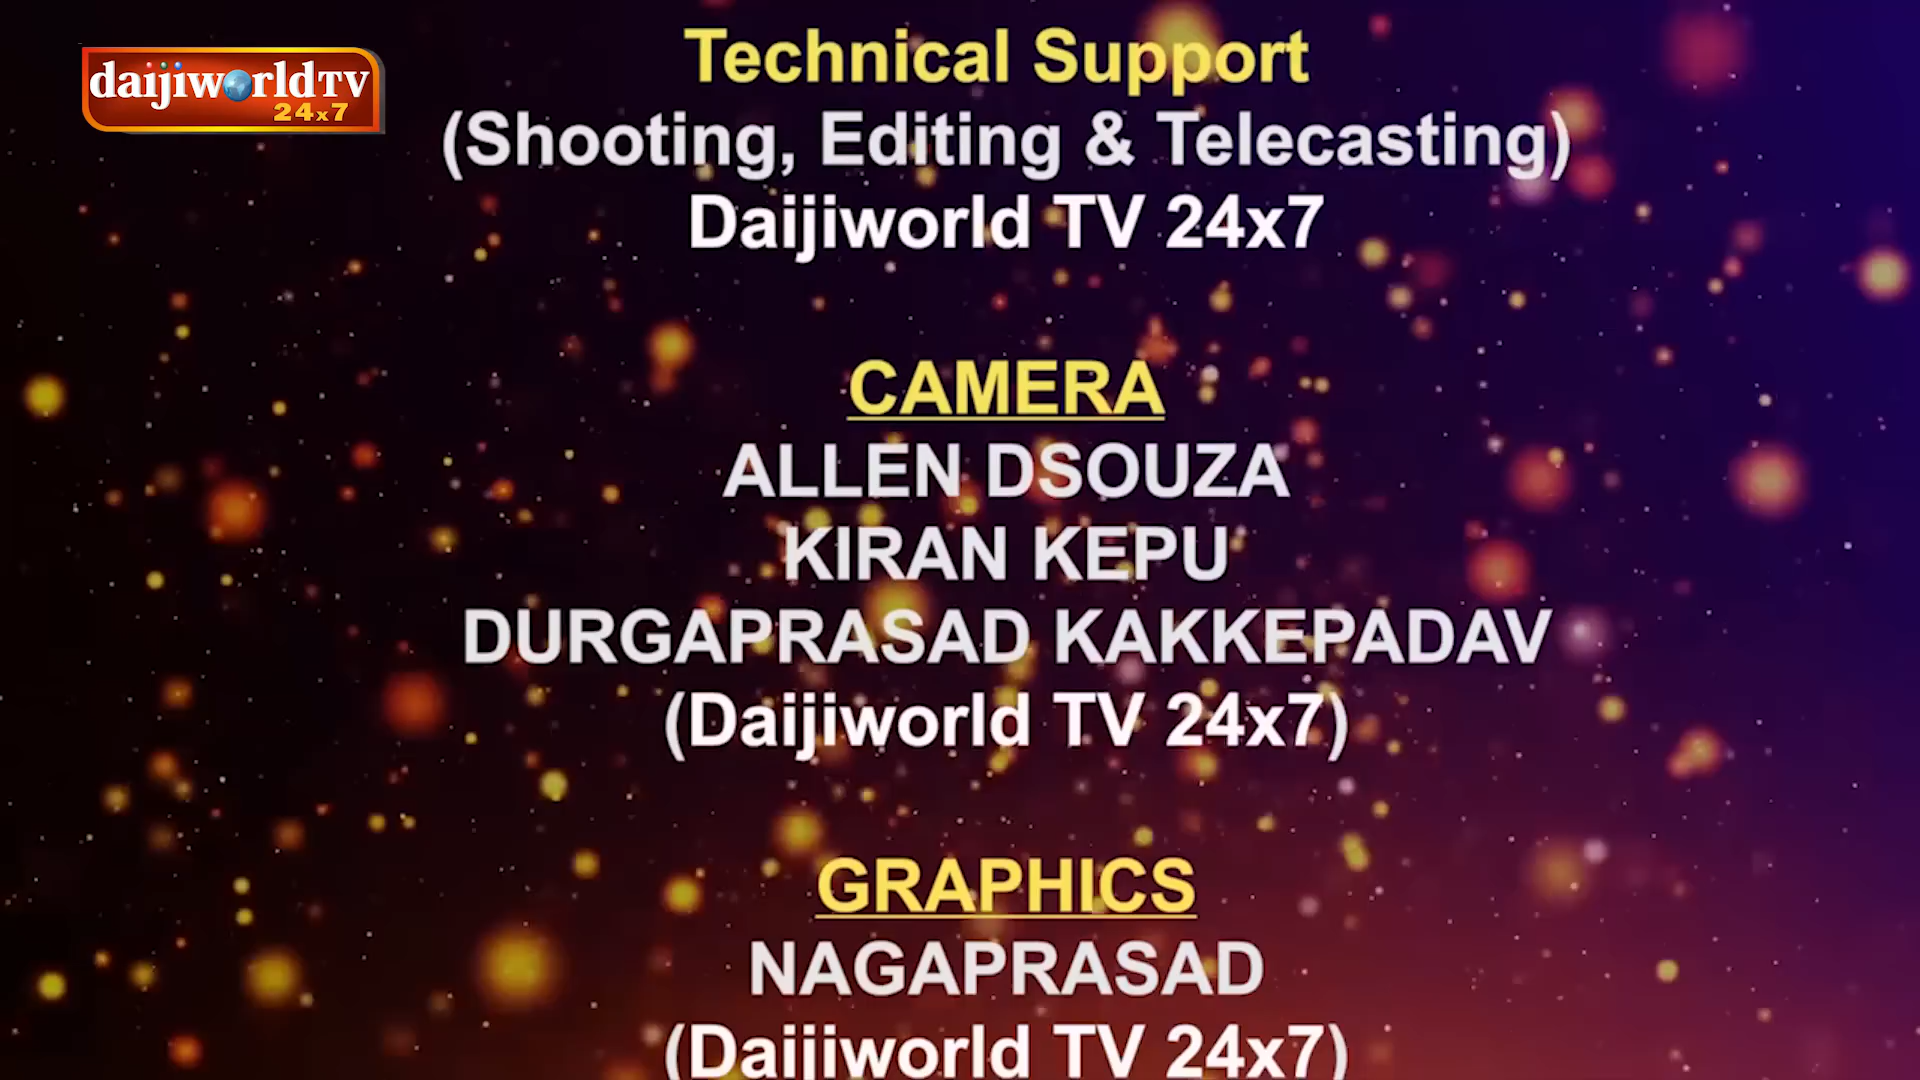 daijiworldTV
24x7
Technical Support
(Shooting, Editing & Telecasting)
Daijiworld TV 24x7
CAMERA
ALLEN DSOUZA
KIRAN KEPU
DURGAPRASAD KAKKEPADAV
(Daijiworld TV 24x7)
GRAPHICS
NAGAPRASAD
(Daijiworld TV 24x7)